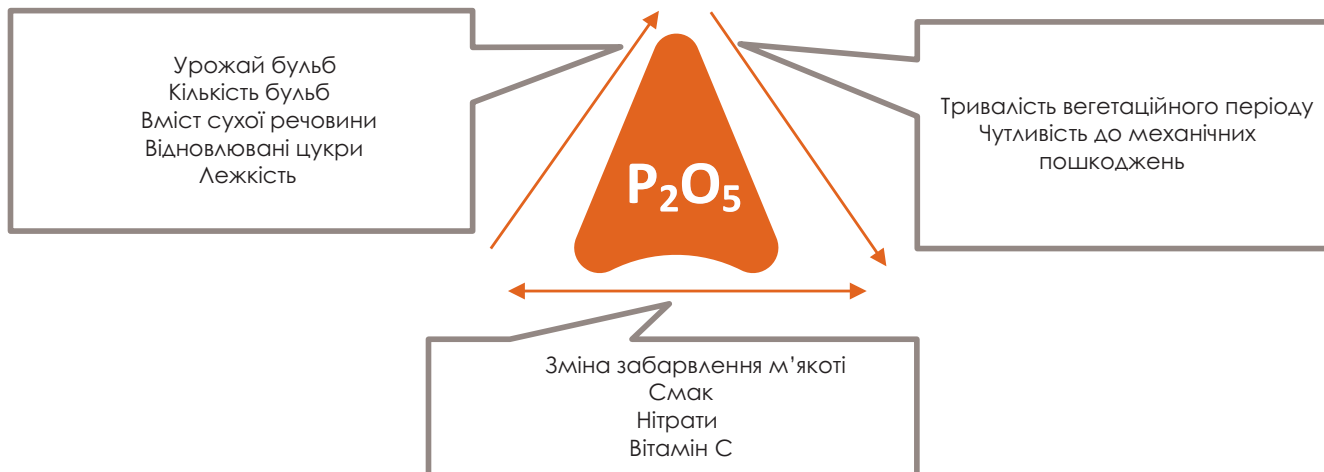 Урожай бульб
Кількість бульб
Вміст сухої речовини
Відновлювані цукри
Лежкість
P₂O₅
Тривалість вегетаційного періоду
Чутливість до механічних
пошкоджень
Зміна забарвлення м’якоті
Смак
Нітрати
Вітамін С